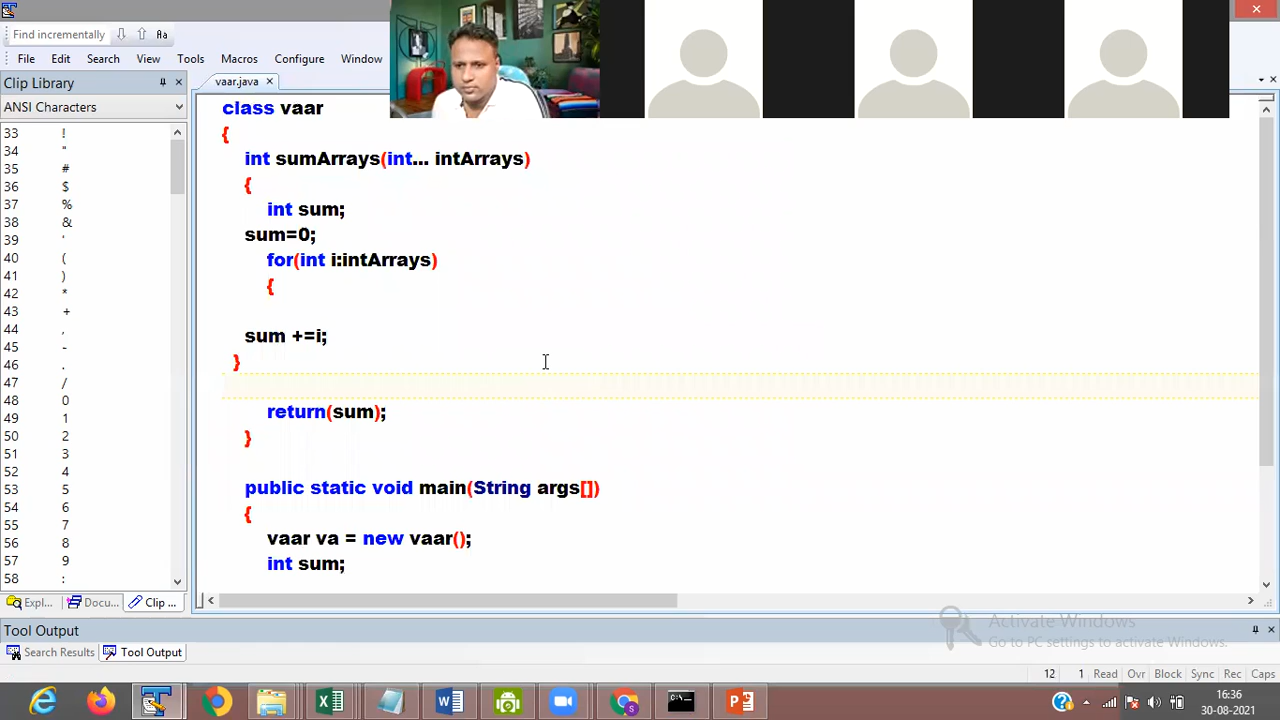 Find incrementally
Aa
File Edit Search View Tools Macros Configure Window
Clip Library
ANSI Characters
33 !
34 "
35 #
36 $
37 %
38 &
39 '
40 (
41 )
42 *
43 +
44 ,
45 -
46 .
47 /
48 0
49 1
50 2
51 3
52 4
53 5
54 6
55 7
56 8
57 9
58 :
Expl... Docu... Clip ...
vaar.java
class vaar
{
int sumArrays(int... intArrays)
{
int sum;
sum=0;
for(int i:intArrays)
{
sum +=i;
}
return(sum);
}
public static void main(String args[])
{
vaar va = new vaar();
int sum;
Activate Windows
Go to PC settings to activate Windows.
Tool Output
Search Results Tool Output
12 1 Read Ovr Block Sync Rec Caps
16:36
30-08-2021